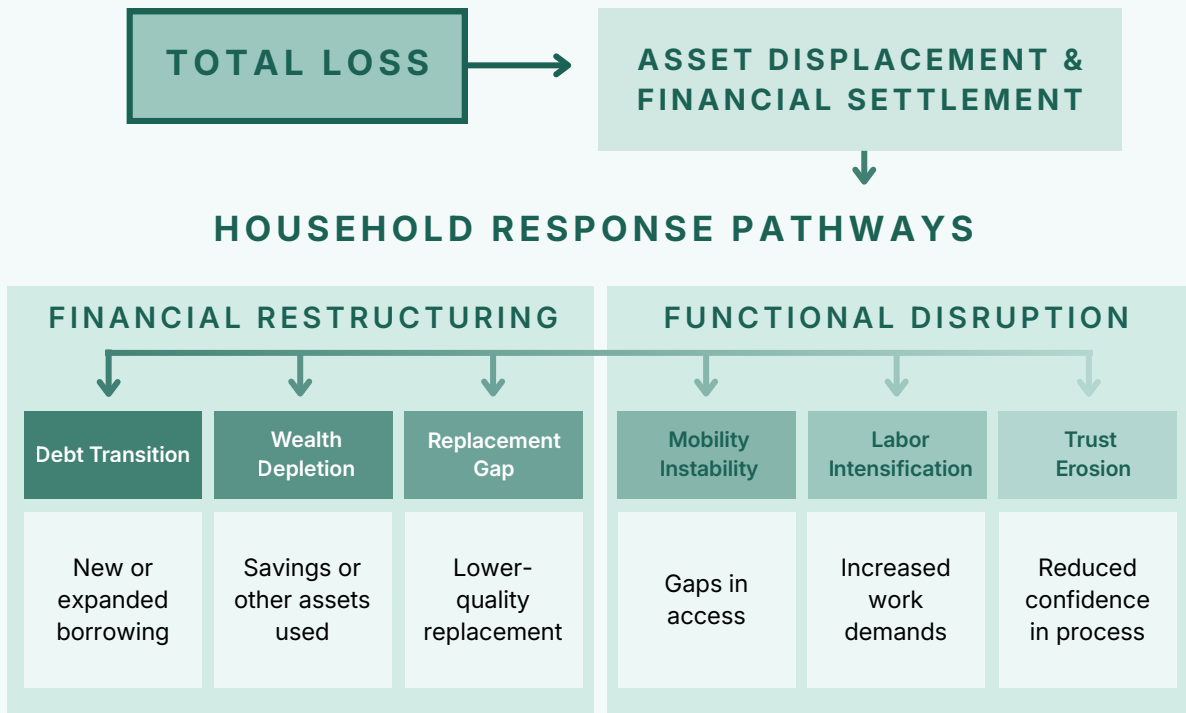 TOTAL LOSS
ASSET DISPLACEMENT &
FINANCIAL SETTLEMENT
HOUSEHOLD RESPONSE PATHWAYS
FINANCIAL RESTRUCTURING
Debt Transition
Wealth
Depletion
Replacement
Gap
New or
expanded
borrowing
Savings or
other assets
used
Lower-
quality
replacement
FUNCTIONAL DISRUPTION
Mobility
Instability
Labor
Intensification
Trust
Erosion
Gaps in
access
Increased
work
demands
Reduced
confidence
in process